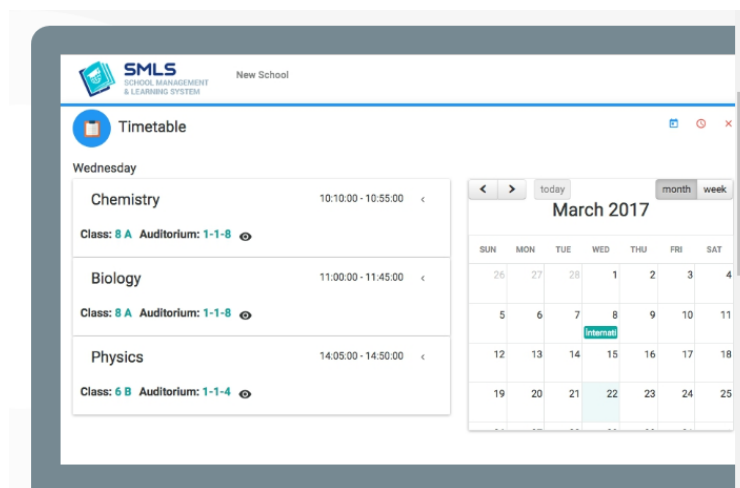 SMLS
SCHOOL MANAGEMENT
& LEARNING SYSTEM
New School
Timetable
Wednesday
Chemistry 10:10:00 - 10:55:00
Class: 8 A Auditorium: 1-1-8
Biology 11:00:00 - 11:45:00
Class: 8 A Auditorium: 1-1-8
Physics 14:05:00 - 14:50:00
Class: 6 B Auditorium: 1-1-4
today month week
March 2017
SUN MON TUE WED THU FRI SAT
26 27 28 1 2 3 4
5 6 7 8 9 10 11
Internati
12 13 14 15 16 17 18
19 20 21 22 23 24 25